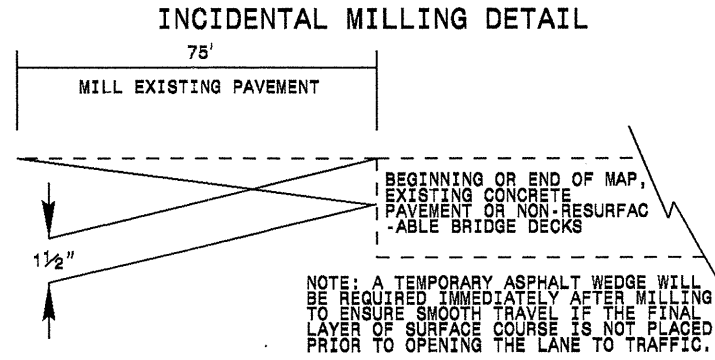 INCIDENTAL MILLING DETAIL
75'
MILL EXISTING PAVEMENT
BEGINNING OR END OF MAP,
EXISTING CONCRETE
PAVEMENT OR NON-RESURFAC
-ABLE BRIDGE DECKS
1½"
NOTE: A TEMPORARY ASPHALT WEDGE WILL
BE REQUIRED IMMEDIATELY AFTER MILLING
TO ENSURE SMOOTH TRAVEL IF THE FINAL
LAYER OF SURFACE COURSE IS NOT PLACED
PRIOR TO OPENING THE LANE TO TRAFFIC.